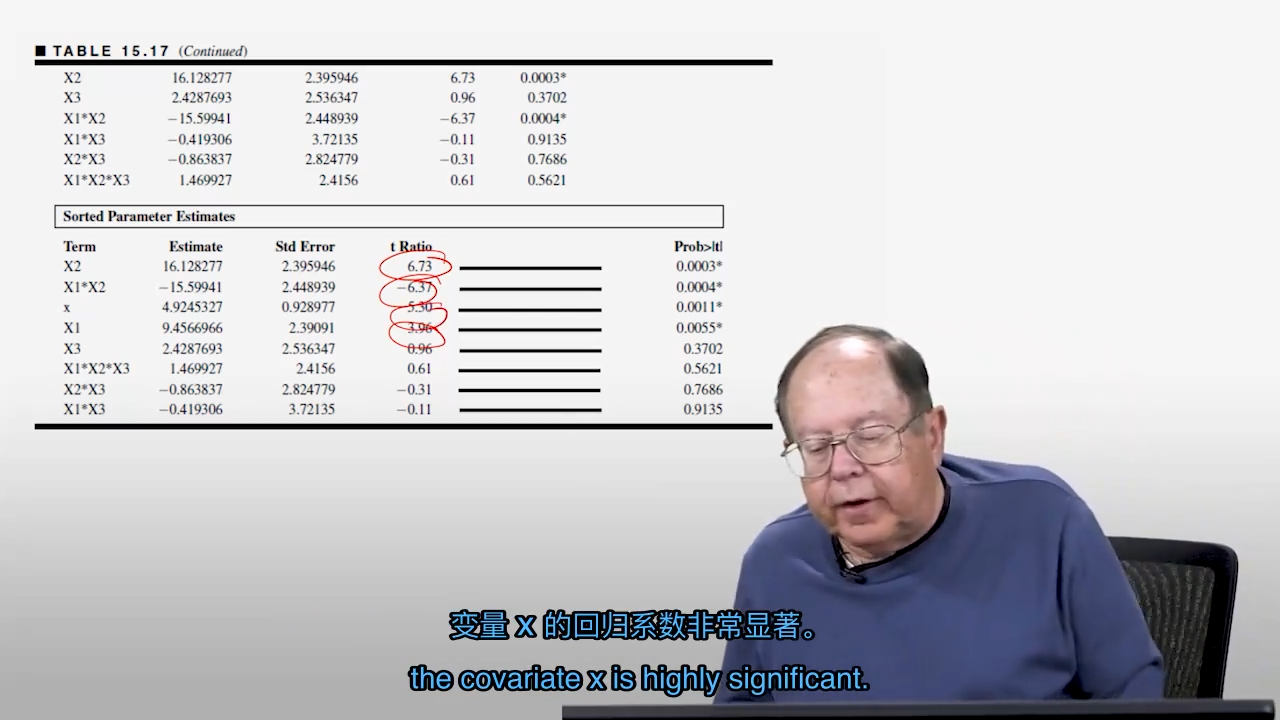 ■ TABLE 15.17 (Continued)
X2 16.128277 2.395946 6.73 0.0003*
X3 2.4287693 2.536347 0.96 0.3702
X1*X2 −15.59941 2.448939 −6.37 0.0004*
X1*X3 −0.419306 3.72135 −0.11 0.9135
X2*X3 −0.863837 2.824779 −0.31 0.7686
X1*X2*X3 1.469927 2.4156 0.61 0.5621
Sorted Parameter Estimates
Term Estimate Std Error t Ratio Prob>|t|
X2 16.128277 2.395946 6.73 0.0003*
X1*X2 −15.59941 2.448939 −6.37 0.0004*
x 4.9245327 0.928977 5.30 0.0011*
X1 9.4566966 2.39091 3.96 0.0055*
X3 2.4287693 2.536347 0.96 0.3702
X1*X2*X3 1.469927 2.4156 0.61 0.5621
X2*X3 −0.863837 2.824779 −0.31 0.7686
X1*X3 −0.419306 3.72135 −0.11 0.9135
变量 x 的回归系数非常显著。
the covariate x is highly significant.